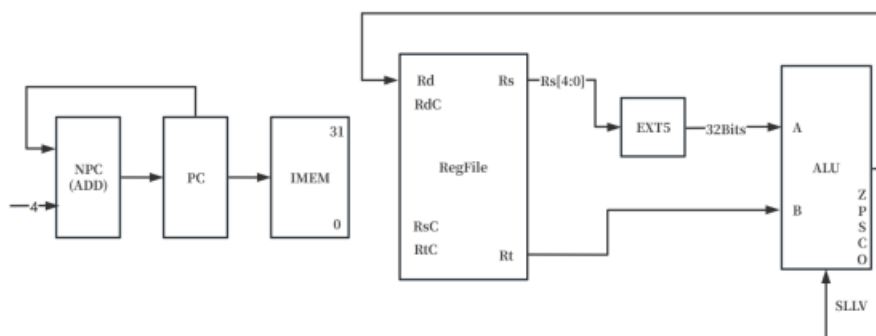 NPC
(ADD)
4
PC
31
IMEM
0
Rd
RdC
Rs
Rs[4:0]
RegFile
RsC
RtC
Rt
EXT5
32Bits
A
B
ALU
Z
P
S
C
O
SLLV